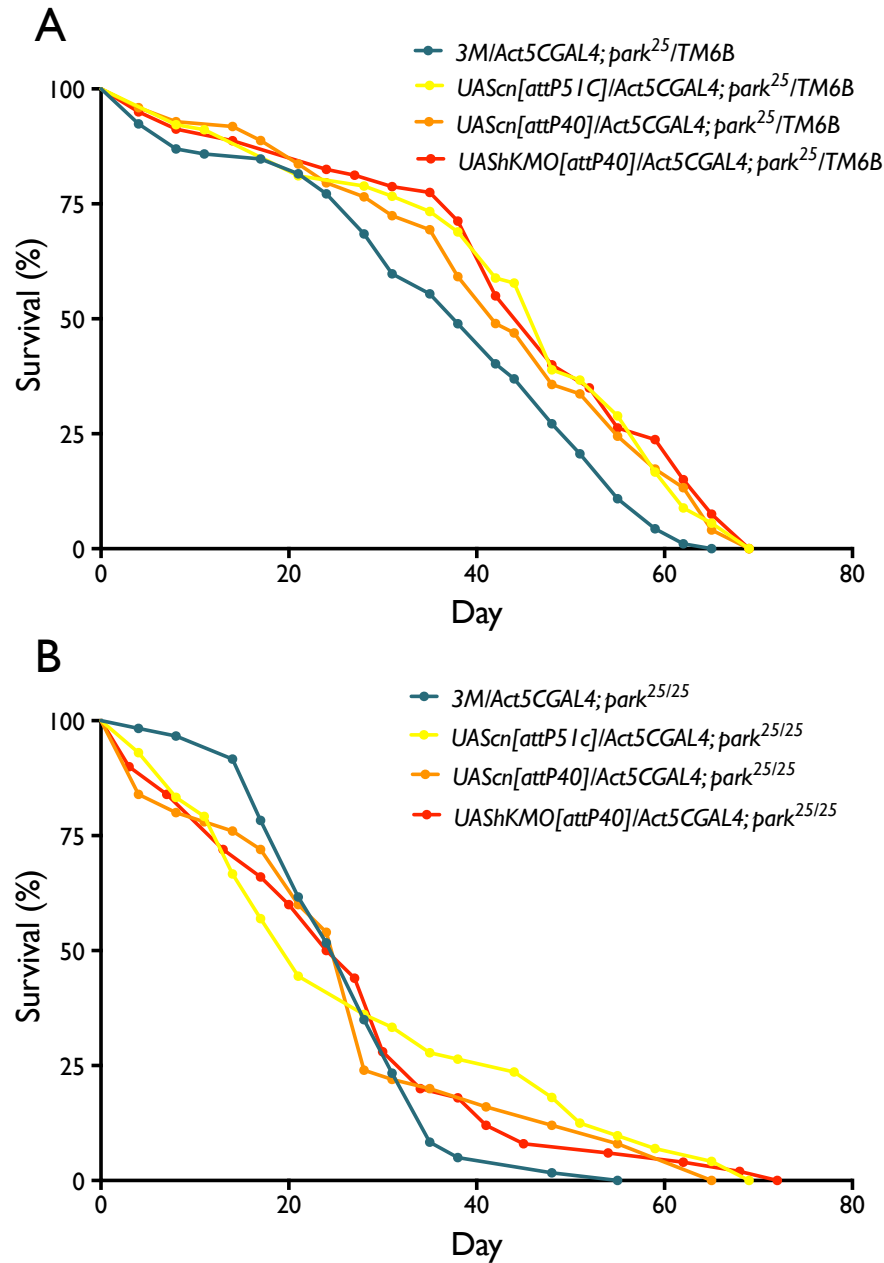 A
3M/Act5CGAL4; park25/TM6B
UAScn[attP51C]/Act5CGAL4; park25/TM6B
UAScn[attP40]/Act5CGAL4; park25/TM6B
UAShKMO[attP40]/Act5CGAL4; park25/TM6B
100
75
50
25
0
Survival (%)
0 20 40 60 80
Day
B
3M/Act5CGAL4; park25/25
UAScn[attP51c]/Act5CGAL4; park25/25
UAScn[attP40]/Act5CGAL4; park25/25
UAShKMO[attP40]/Act5CGAL4; park25/25
100
75
50
25
0
Survival (%)
0 20 40 60 80
Day